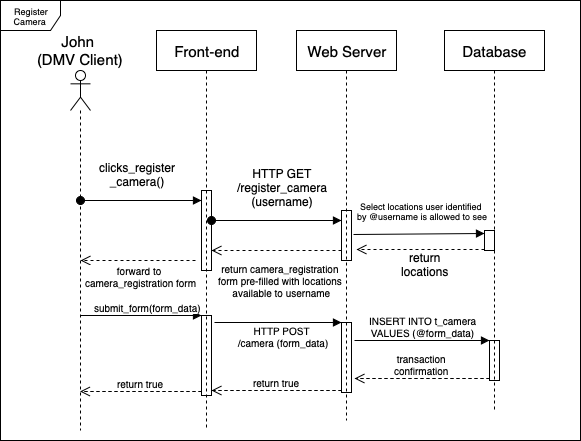 Register
Camera
John
(DMV Client)
Front-end
Web Server
Database
clicks_register
_camera()
HTTP GET
/register_camera
(username)
Select locations user identified
by @username is allowed to see
return
locations
return camera_registration
form pre-filled with locations
available to username
forward to
camera_registration form
submit_form(form_data)
HTTP POST
/camera (form_data)
INSERT INTO t_camera
VALUES (@form_data)
transaction
confirmation
return true
return true